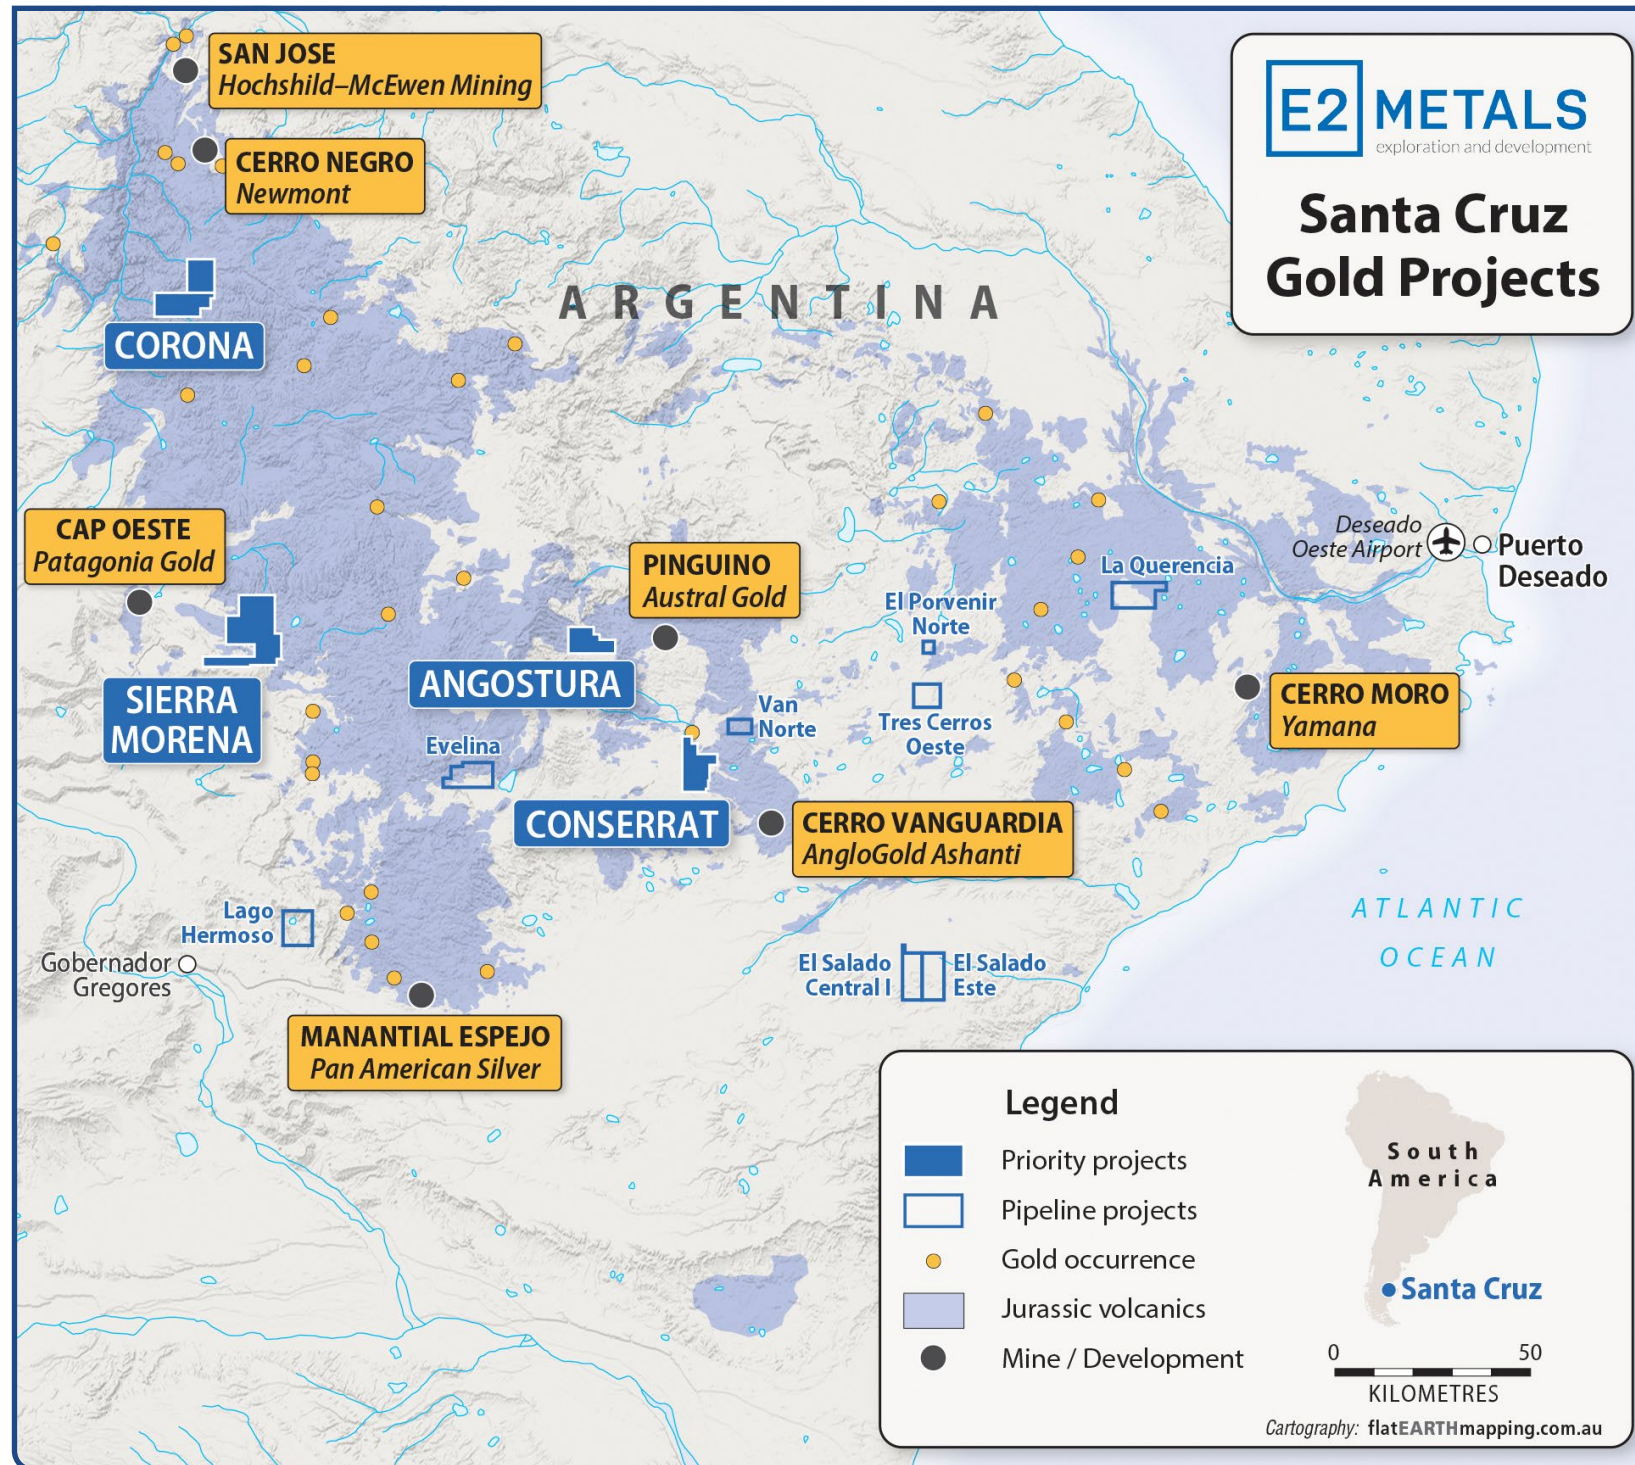 SAN JOSE
Hochshild–McEwen Mining
CERRO NEGRO
Newmont
E2 METALS
exploration and development
Santa Cruz
Gold Projects
ARGENTINA
CORONA
CAP OESTE
Patagonia Gold
PINGUINO
Austral Gold
Deseado
Oeste Airport
Puerto
Deseado
La Querencia
El Porvenir
Norte
SIERRA
MORENA
ANGOSTURA
Van
Norte
Tres Cerros
Oeste
CERRO MORO
Yamana
Evelina
CONSERRAT
CERRO VANGUARDIA
AngloGold Ashanti
Lago
Hermoso
Gobernador
Gregores
El Salado
Central I
El Salado
Este
ATLANTIC
OCEAN
MANANTIAL ESPEJO
Pan American Silver
Legend
Priority projects
Pipeline projects
Gold occurrence
Jurassic volcanics
Mine / Development
South
America
Santa Cruz
0 50
KILOMETRES
Cartography: flatEARTHmapping.com.au